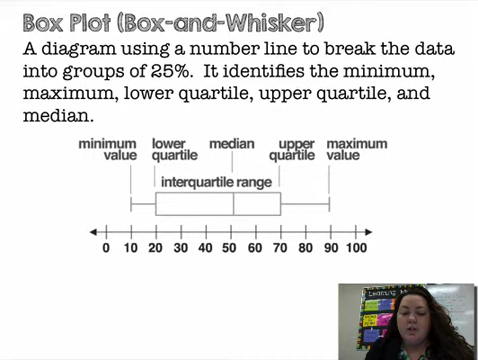 Box Plot (Box-and-Whisker)
A diagram using a number line to break the data
into groups of 25%. It identifies the minimum,
maximum, lower quartile, upper quartile, and
median.
minimum value
lower quartile
median
upper quartile
maximum value
interquartile range
0 10 20 30 40 50 60 70 80 90 100